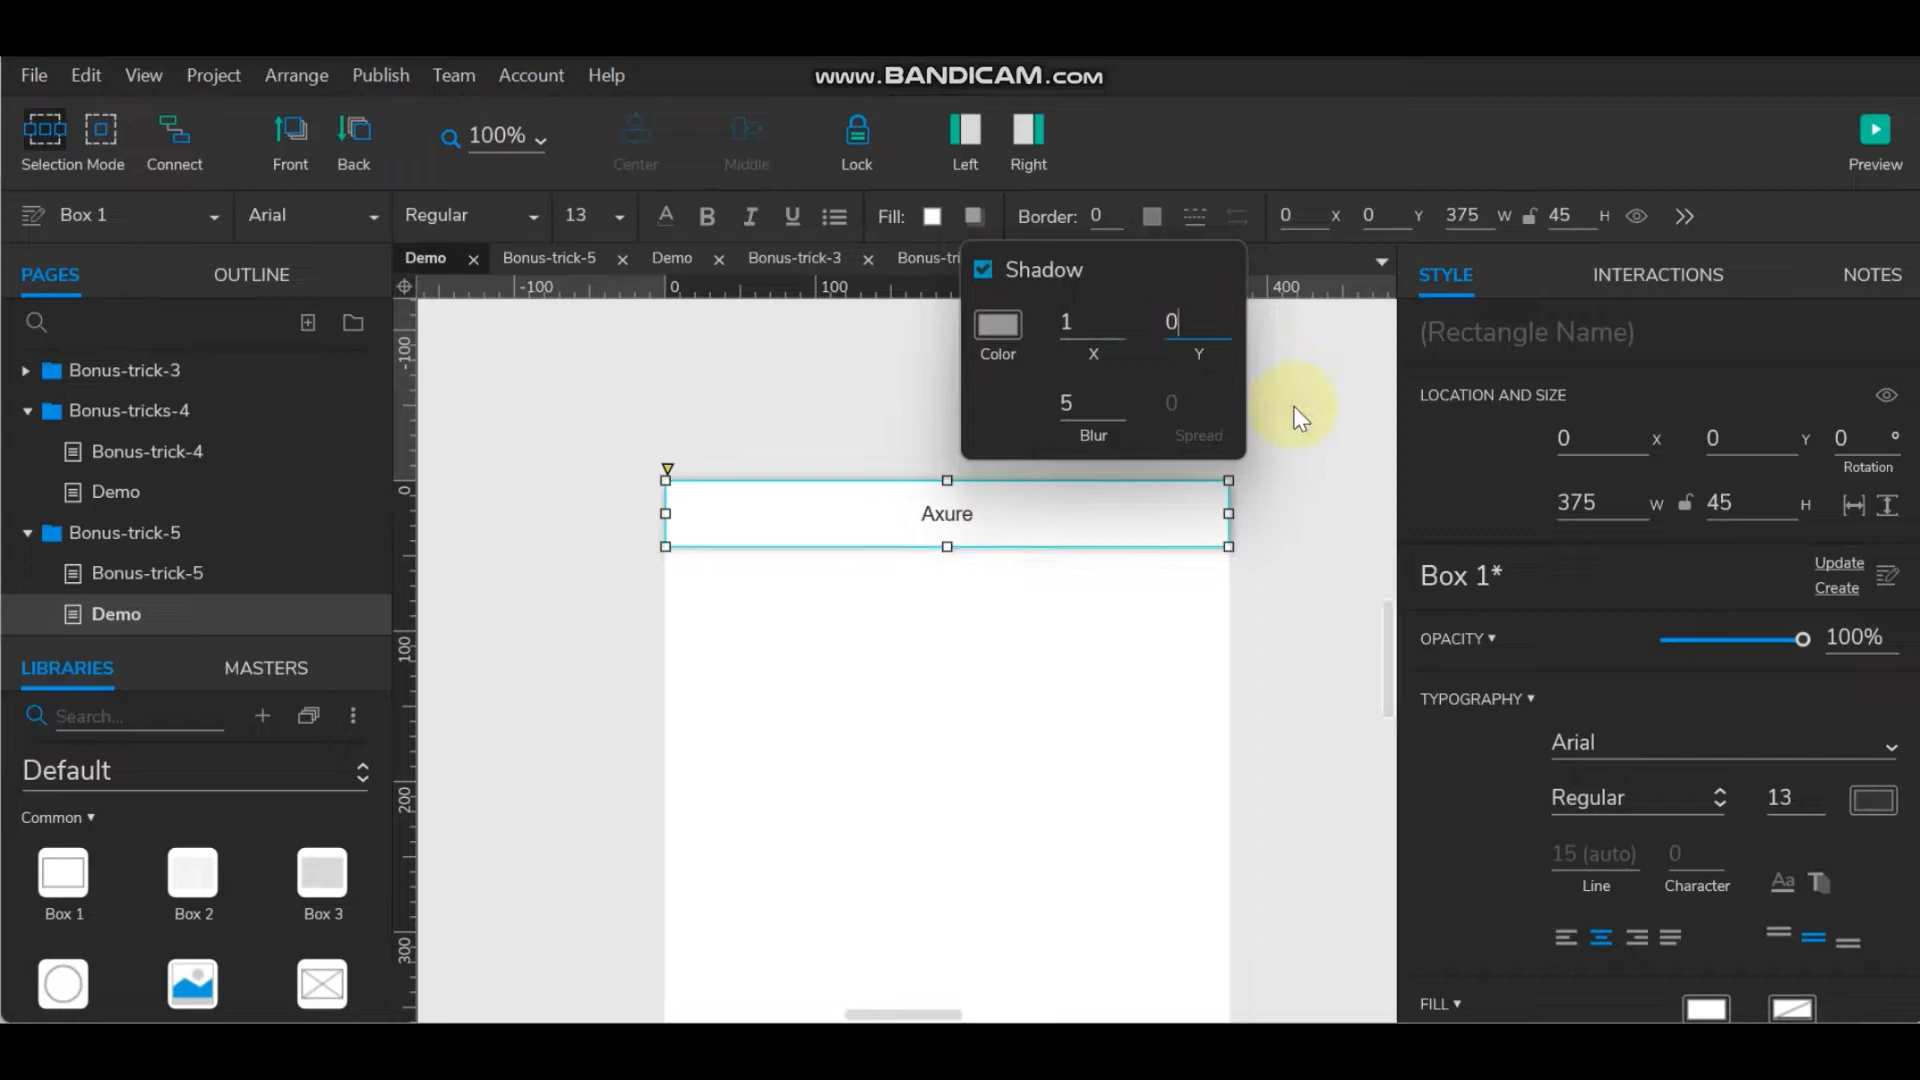 File Edit View Project Arrange Publish Team Account Help
www.BANDICAM.com
100%
Selection Mode Connect Front Back Center Middle Lock Left Right Preview
Box 1 Arial Regular 13 A B I U Fill: Border: 0 0 X 0 Y 375 W 45 H
Demo Bonus-trick-5 Demo Bonus-trick-3
PAGES OUTLINE
-100 0 100 400
-100 0 100 200 300
Bonus-trick-3
Bonus-tricks-4
Bonus-trick-4
Demo
Bonus-trick-5
Bonus-trick-5
Demo
LIBRARIES MASTERS
Search...
Default
Common
Box 1 Box 2 Box 3
Shadow
1 0
Color X Y
5 0
Blur Spread
Axure
STYLE INTERACTIONS NOTES
(Rectangle Name)
LOCATION AND SIZE
0 X 0 Y 0 °
Rotation
375 W 45 H
Box 1* Update
Create
OPACITY 100%
TYPOGRAPHY
Arial
Regular 13
15 (auto) 0
Line Character Aa T
FILL